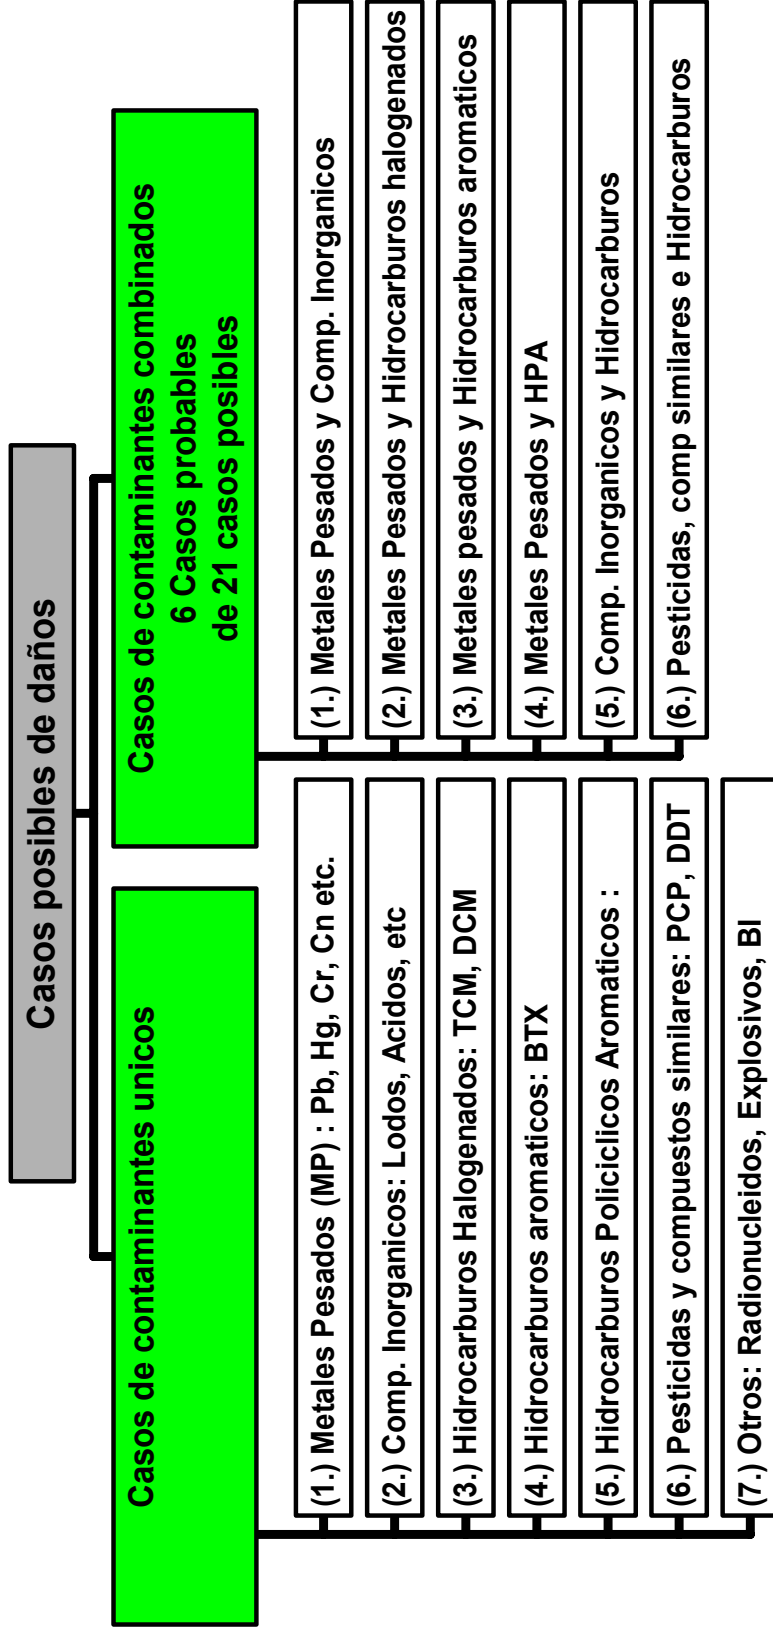 Casos posibles de daños
Casos de contaminantes unicos
(1.) Metales Pesados (MP) : Pb, Hg, Cr, Cn etc.
(2.) Comp. Inorganicos: Lodos, Acidos, etc
(3.) Hidrocarburos Halogenados: TCM, DCM
(4.) Hidrocarburos aromaticos: BTX
(5.) Hidrocarburos Policiclicos Aromaticos :
(6.) Pesticidas y compuestos similares: PCP, DDT
(7.) Otros: Radionucleidos, Explosivos, BI
Casos de contaminantes combinados
6 Casos probables
de 21 casos posibles
(1.) Metales Pesados y Comp. Inorganicos
(2.) Metales Pesados y Hidrocarburos halogenados
(3.) Metales pesados y Hidrocarburos aromaticos
(4.) Metales Pesados y HPA
(5.) Comp. Inorganicos y Hidrocarburos
(6.) Pesticidas, comp similares e Hidrocarburos